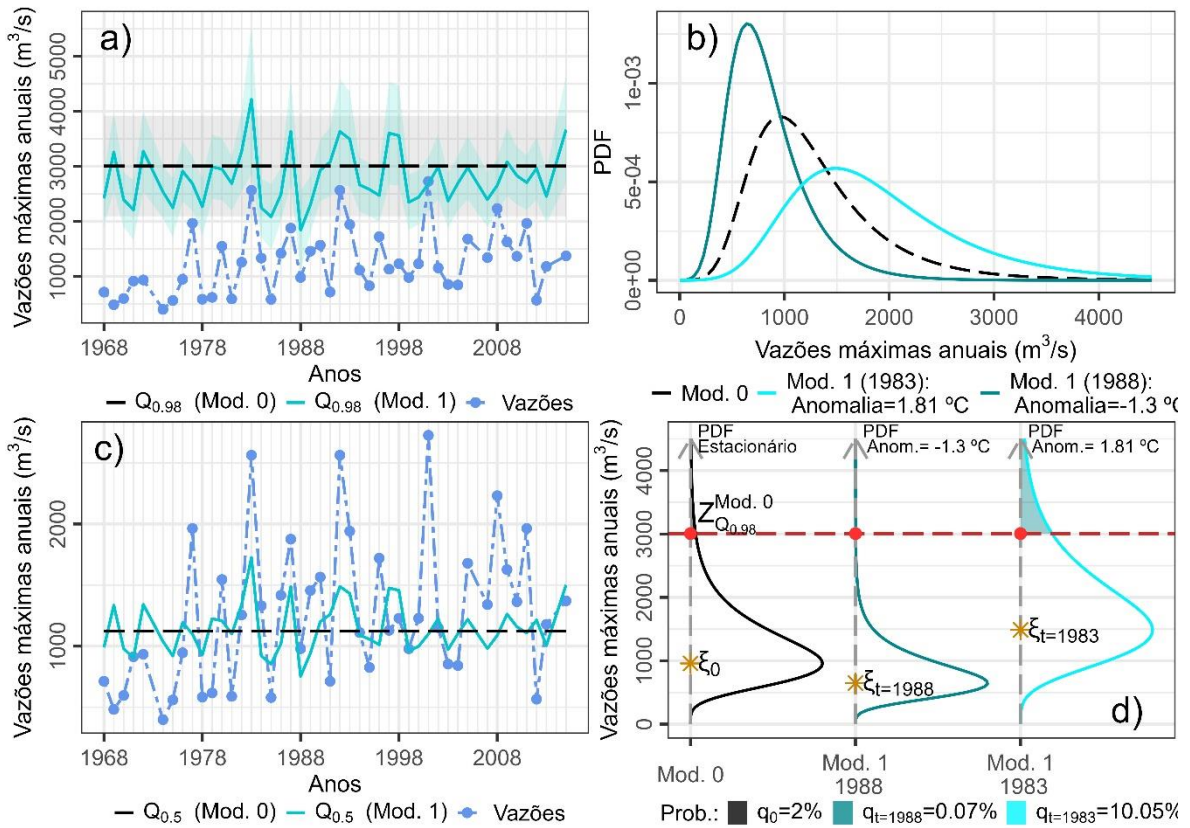 a)
Vazões máximas anuais (m³/s)
5000
4000
3000
2000
1000
1968
1978
1988
1998
2008
Anos
Q0.98 (Mod. 0)
Q0.98 (Mod. 1)
Vazões
b)
PDF
1e-03
5e-04
0e+00
0
1000
2000
3000
4000
Vazões máximas anuais (m³/s)
Mod. 0
Mod. 1 (1983):
Anomalia=1.81 ºC
Mod. 1 (1988):
Anomalia=-1.3 ºC
c)
Vazões máximas anuais (m³/s)
2000
1000
1968
1978
1988
1998
2008
Anos
Q0.5 (Mod. 0)
Q0.5 (Mod. 1)
Vazões
Vazões máximas anuais (m³/s)
4000
3000
2000
1000
0
PDF
Estacionário
PDF
Anom.= -1.3 ºC
PDF
Anom.= 1.81 ºC
Z Mod. 0 Q0.98
ξ0
ξt=1988
ξt=1983
d)
Mod. 0
Mod. 1
1988
Mod. 1
1983
Prob.:
q0=2%
qt=1988=0.07%
qt=1983=10.05%